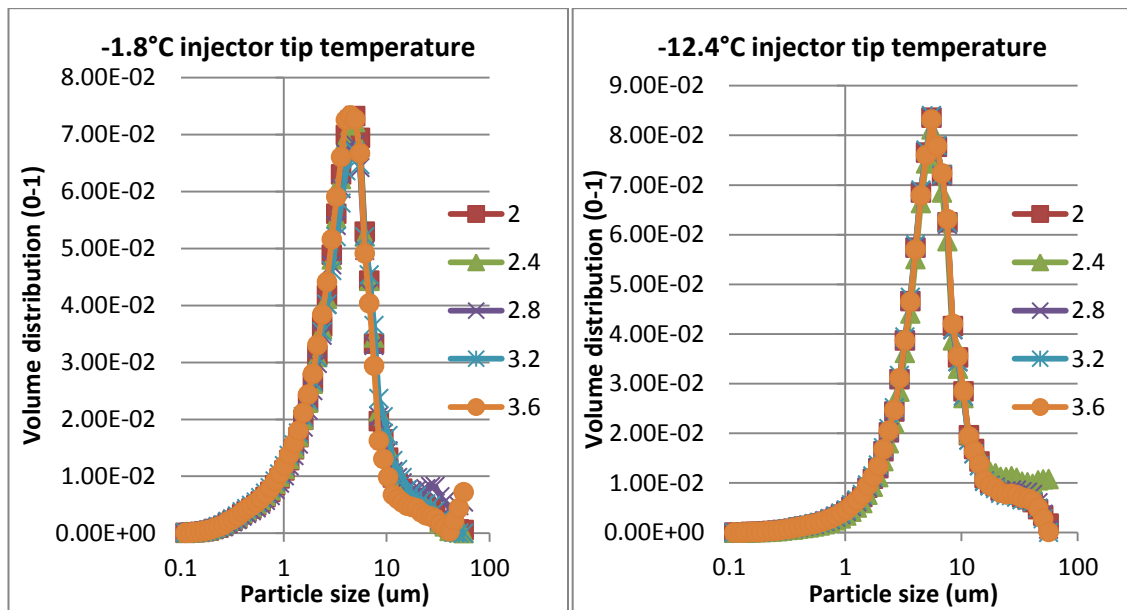 -1.8°C injector tip temperature
8.00E-02
7.00E-02
6.00E-02
5.00E-02
4.00E-02
3.00E-02
2.00E-02
1.00E-02
0.00E+00
Volume distribution (0-1)
0.1
1
10
100
Particle size (um)
2
2.4
2.8
3.2
3.6
-12.4°C injector tip temperature
9.00E-02
8.00E-02
7.00E-02
6.00E-02
5.00E-02
4.00E-02
3.00E-02
2.00E-02
1.00E-02
0.00E+00
Volume distribution (0-1)
0.1
1
10
100
Particle size (um)
2
2.4
2.8
3.2
3.6